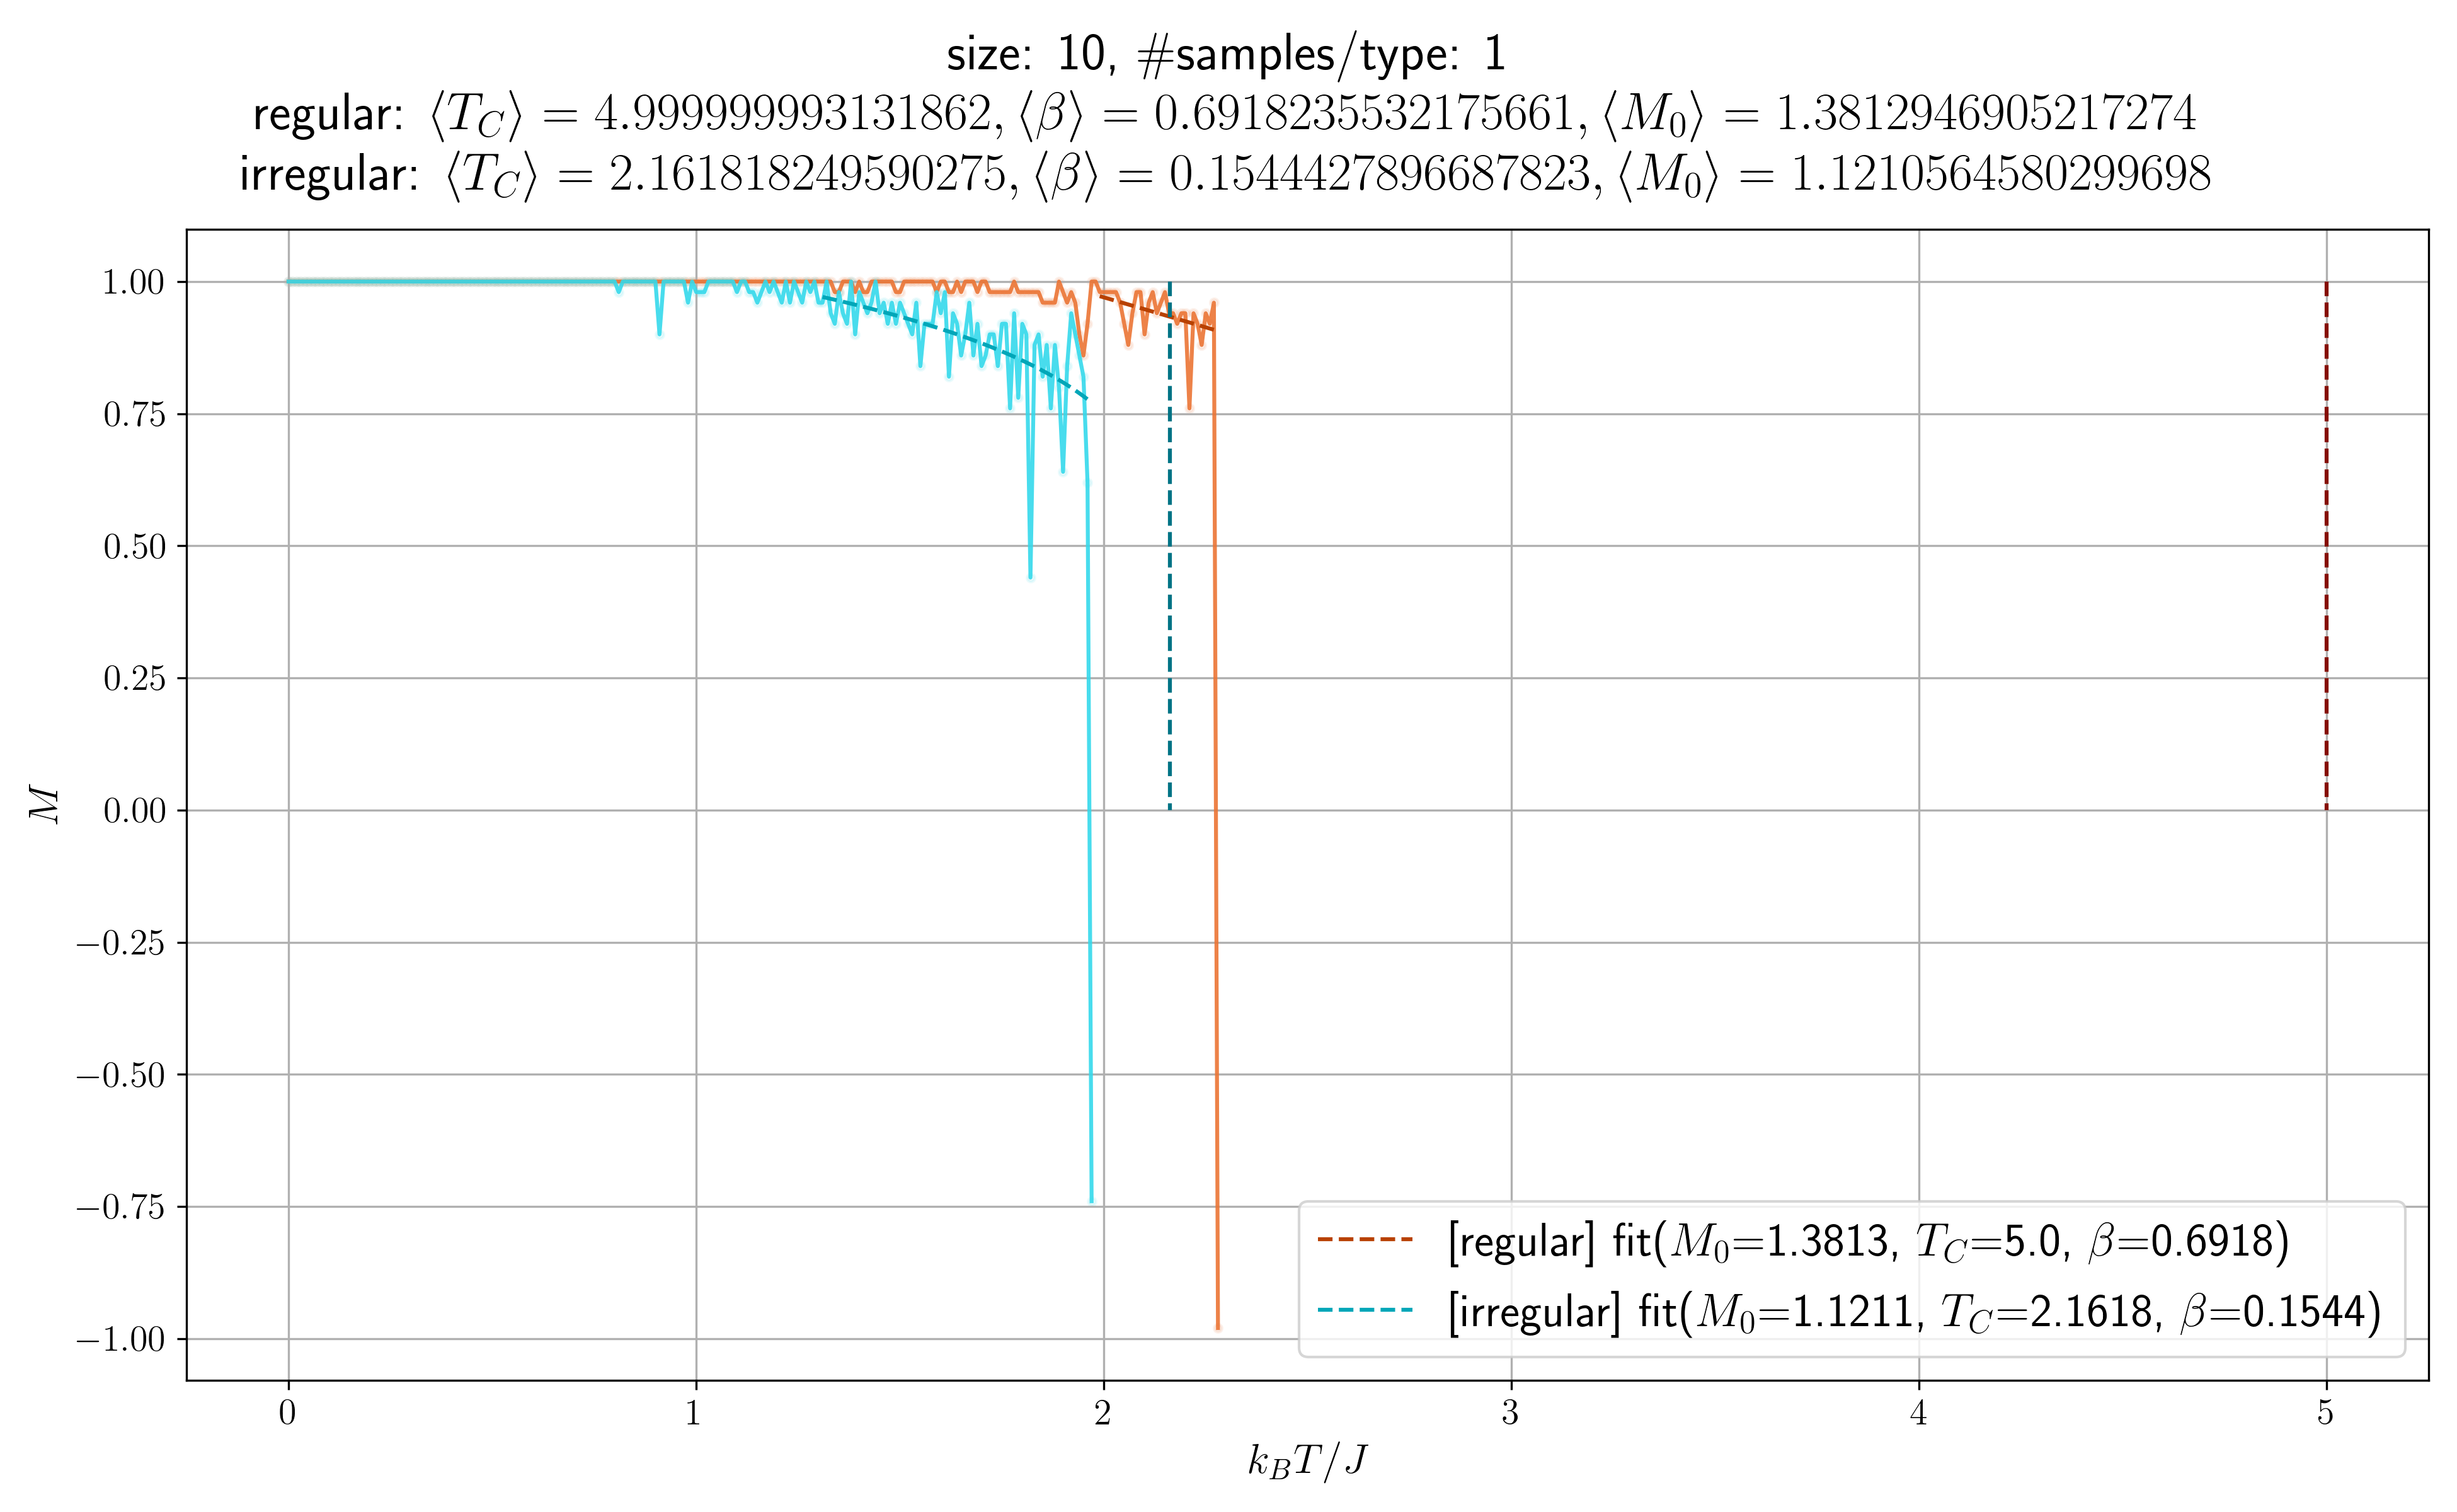 size: 10, #samples/type: 1
regular: ⟨T_C⟩ = 4.999999993131862, ⟨β⟩ = 0.6918235532175661, ⟨M_0⟩ = 1.3812946905217274
irregular: ⟨T_C⟩ = 2.161818249590275, ⟨β⟩ = 0.1544427896687823, ⟨M_0⟩ = 1.1210564580299698
1.00
0.75
0.50
0.25
0.00
−0.25
−0.50
−0.75
−1.00
M
[regular] fit(M_0=1.3813, T_C=5.0, β=0.6918)
[irregular] fit(M_0=1.1211, T_C=2.1618, β=0.1544)
0 1 2 3 4 5
k_BT/J